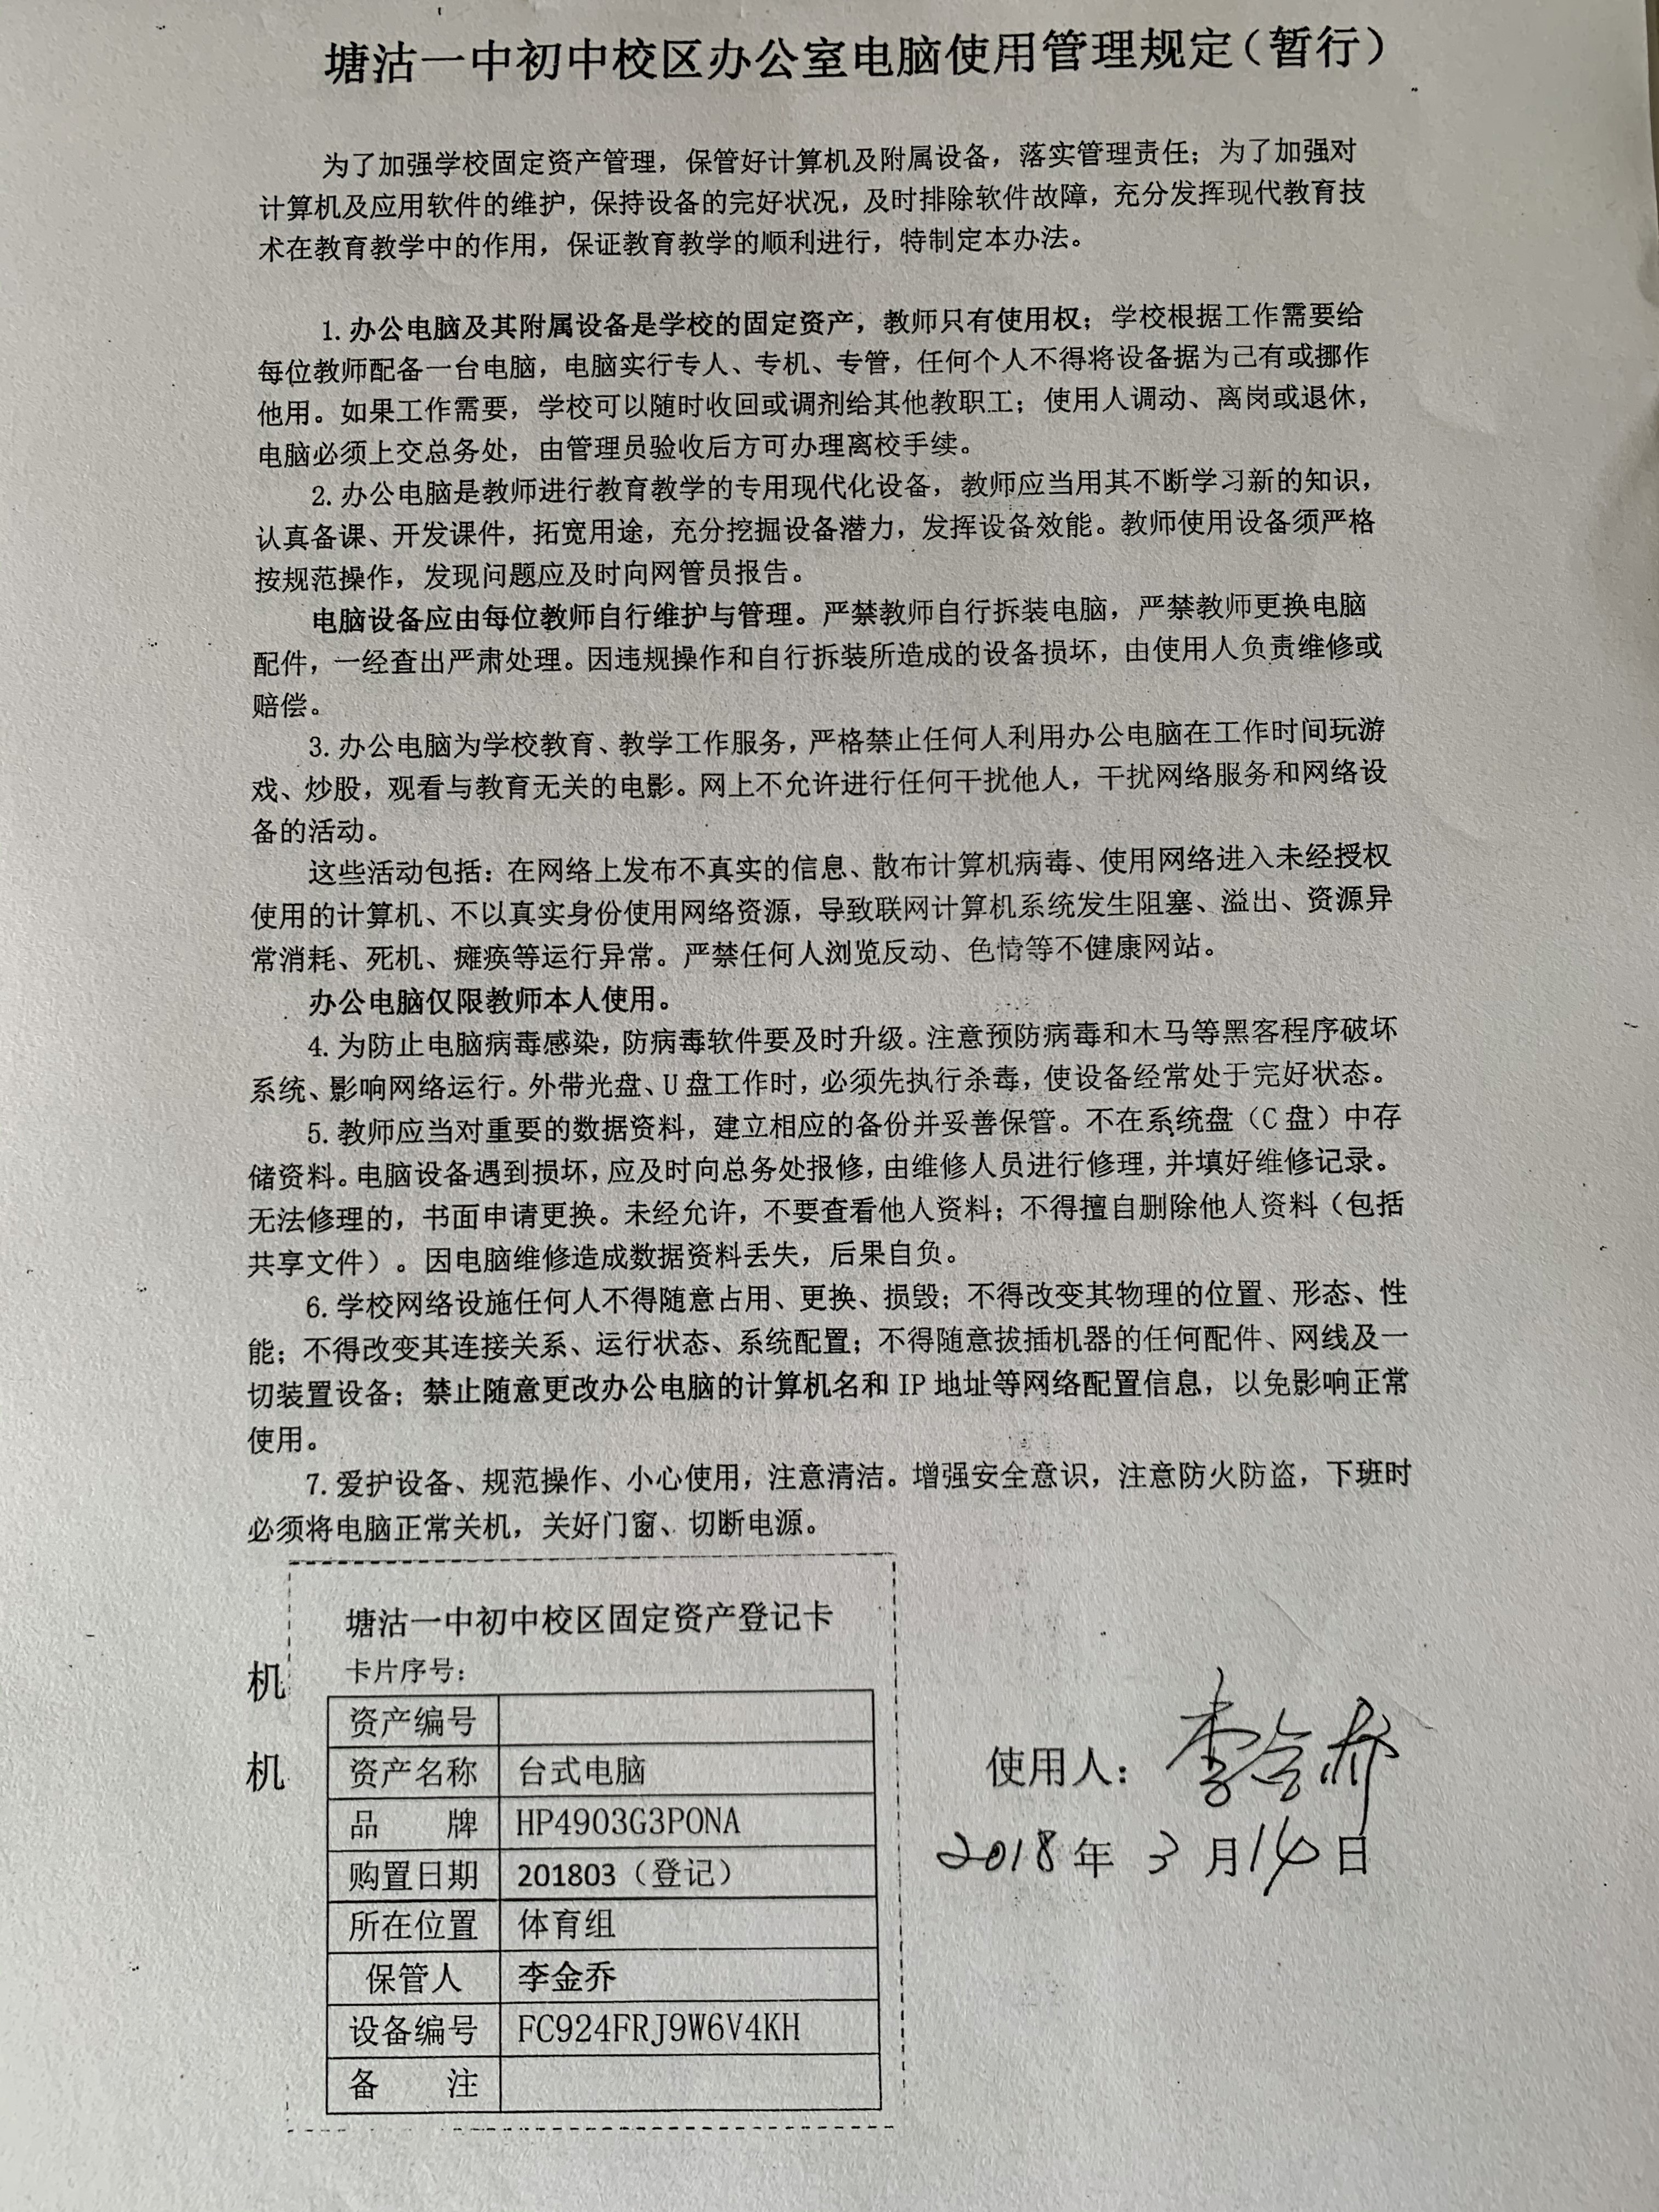 塘沽一中初中校区办公室电脑使用管理规定（暂行）
为了加强学校固定资产管理，保管好计算机及附属设备，落实管理责任；为了加强对
计算机及应用软件的维护，保持设备的完好状况，及时排除软件故障，充分发挥现代教育技
术在教育教学中的作用，保证教育教学的顺利进行，特制定本办法。
1. 办公电脑及其附属设备是学校的固定资产，教师只有使用权；学校根据工作需要给
每位教师配备一台电脑，电脑实行专人、专机、专管，任何个人不得将设备据为己有或挪作
他用。如果工作需要，学校可以随时收回或调剂给其他教职工；使用人调动、离岗或退休，
电脑必须上交总务处，由管理员验收后方可办理离校手续。
2. 办公电脑是教师进行教育教学的专用现代化设备，教师应当用其不断学习新的知识，
认真备课、开发课件，拓宽用途，充分挖掘设备潜力，发挥设备效能。教师使用设备须严格
按规范操作，发现问题应及时向网管员报告。
电脑设备应由每位教师自行维护与管理。严禁教师自行拆装电脑，严禁教师更换电脑
配件，一经查出严肃处理。因违规操作和自行拆装所造成的设备损坏，由使用人负责维修或
赔偿。
3. 办公电脑为学校教育、教学工作服务，严格禁止任何人利用办公电脑在工作时间玩游
戏、炒股，观看与教育无关的电影。网上不允许进行任何干扰他人，干扰网络服务和网络设
备的活动。
这些活动包括：在网络上发布不真实的信息、散布计算机病毒、使用网络进入未经授权
使用的计算机、不以真实身份使用网络资源，导致联网计算机系统发生阻塞、溢出、资源异
常消耗、死机、瘫痪等运行异常。严禁任何人浏览反动、色情等不健康网站。
办公电脑仅限教师本人使用。
4. 为防止电脑病毒感染，防病毒软件要及时升级。注意预防病毒和木马等黑客程序破坏
系统、影响网络运行。外带光盘、U 盘工作时，必须先执行杀毒，使设备经常处于完好状态。
5. 教师应当对重要的数据资料，建立相应的备份并妥善保管。不在系统盘（C 盘）中存
储资料。电脑设备遇到损坏，应及时向总务处报修，由维修人员进行修理，并填好维修记录。
无法修理的，书面申请更换。未经允许，不要查看他人资料；不得擅自删除他人资料（包括
共享文件）。因电脑维修造成数据资料丢失，后果自负。
6. 学校网络设施任何人不得随意占用、更换、损毁；不得改变其物理的位置、形态、性
能；不得改变其连接关系、运行状态、系统配置；不得随意拔插机器的任何配件、网线及一
切装置设备；禁止随意更改办公电脑的计算机名和 IP 地址等网络配置信息，以免影响正常
使用。
7. 爱护设备、规范操作、小心使用，注意清洁。增强安全意识，注意防火防盗，下班时
必须将电脑正常关机，关好门窗、切断电源。
塘沽一中初中校区固定资产登记卡
机 卡片序号：
资产编号
机 资产名称 台式电脑
品 牌 HP4903G3PONA
购置日期 201803（登记）
所在位置 体育组
保管人 李金乔
设备编号 FC924FRJ9W6V4KH
备 注
使用人：李金乔
2018 年 3 月 14 日